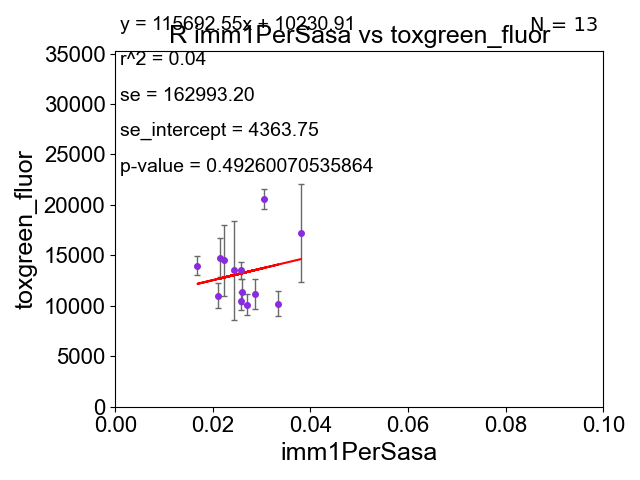 y = 115692.55x + 10230.91
N = 13
R imm1PerSasa vs toxgreen_fluor
r^2 = 0.04
se = 162993.20
se_intercept = 4363.75
p-value = 0.49260070535864
35000
30000
25000
20000
15000
10000
5000
0
toxgreen_fluor
0.00 0.02 0.04 0.06 0.08 0.10
imm1PerSasa